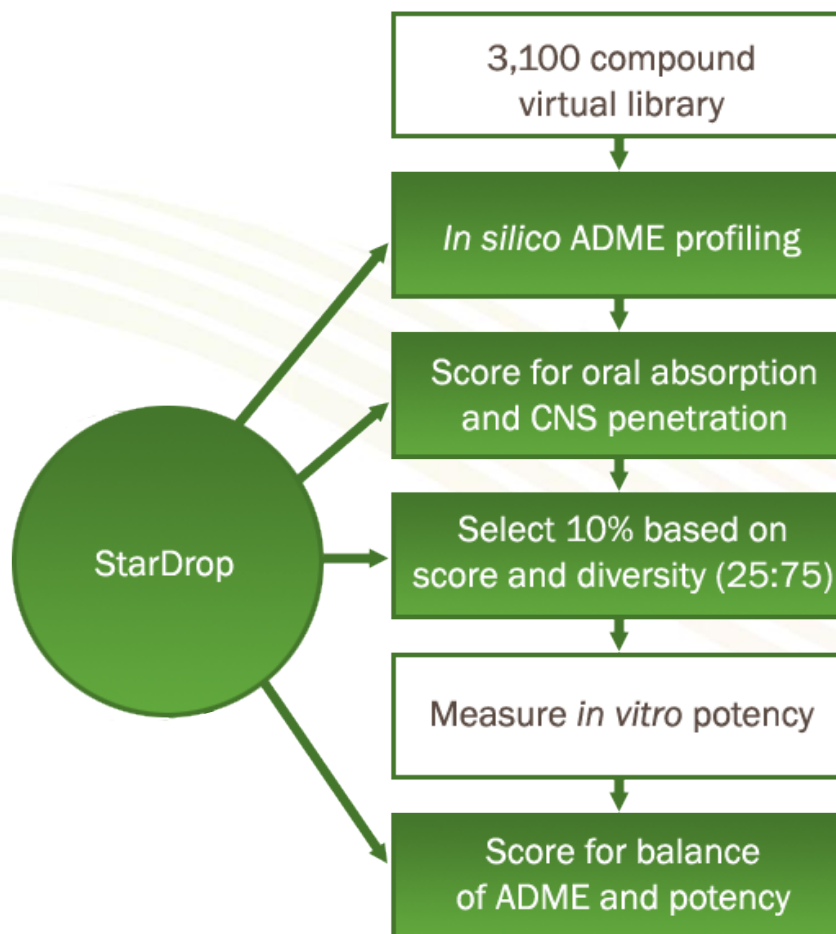 3,100 compound
virtual library
In silico ADME profiling
Score for oral absorption
and CNS penetration
StarDrop
Select 10% based on
score and diversity (25:75)
Measure in vitro potency
Score for balance
of ADME and potency